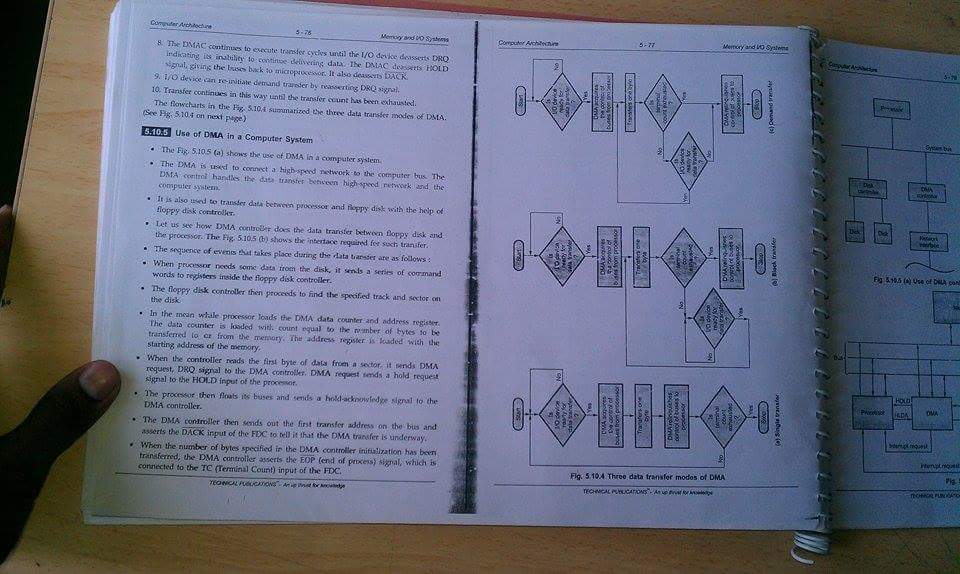 Computer Architecture
5 - 76
Memory and I/O Systems
8. The DMAC continues to execute transfer cycles until the I/O device deasserts DRQ
indicating its inability to continue delivering data. The DMAC deasserts HOLD
signal, giving the buses back to microprocessor. It also deasserts DACK.
9. I/O device can re-initiate demand transfer by reasserting DRQ signal.
10. Transfer continues in this way until the transfer count has been exhausted.
The flowcharts in the Fig. 5.10.4 summarized the three data transfer modes of DMA.
(See Fig. 5.10.4 on next page.)
5.10.5 Use of DMA in a Computer System
• The Fig. 5.10.5 (a) shows the use of DMA in a computer system.
• The DMA is used to connect a high-speed network to the computer bus. The
DMA control handles the data transfer between high-speed network and the
computer system.
• It is also used to transfer data between processor and floppy disk with the help of
floppy disk controller.
• Let us see how DMA controller does the data transfer between floppy disk and
the processor. The Fig. 5.10.5 (b) shows the interface required for such transfer.
• The sequence of events that takes place during the data transfer are as follows :
• When processor needs some data from the disk, it sends a series of command
words to registers inside the floppy disk controller.
• The floppy disk controller then proceeds to find the specified track and sector on
the disk.
• In the mean while processor loads the DMA data counter and address register.
The data counter is loaded with count equal to the number of bytes to be
transferred to or from the memory. The address register is loaded with the
starting address of the memory.
• When the controller reads the first byte of data from a sector, it sends DMA
request, DRQ signal to the DMA controller. DMA request sends a hold request
signal to the HOLD input of the processor.
• The processor then floats its buses and sends a hold-acknowledge signal to the
DMA controller.
• The DMA controller then sends out the first transfer address on the bus and
asserts the DACK input of the FDC to tell it that the DMA transfer is underway.
• When the number of bytes specified in the DMA controller initialization has been
transferred, the DMA controller asserts the EOP (end of process) signal, which is
connected to the TC (Terminal Count) input of the FDC.
TECHNICAL PUBLICATIONS™ - An up thrust for knowledge
Computer Architecture
5 - 77
Memory and I/O Systems
Start
No
Is I/O device ready for data transfer ?
Yes
DMA acquires the control of buses from processor
Transfers one byte
Is terminal count exhausted ?
Yes
No
Is I/O device ready for data transfer ?
Yes
No
DMA relinquishes control of buses to processor
Stop
(c) Demand transfer
Start
No
Is I/O device ready for data transfer ?
Yes
DMA acquires the control of buses from processor
Transfers one byte
Is terminal count exhausted ?
Yes
No
Is I/O device ready for data transfer ?
Yes
No
DMA relinquishes control of buses to processor
Stop
(b) Block transfer
Start
No
Is I/O device ready for data transfer ?
Yes
DMA acquires the control of buses from processor
Transfers one byte
DMA relinquishes control of buses to processor
Is terminal count exhausted ?
Yes
No
Stop
(a) Single transfer
Fig. 5.10.4 Three data transfer modes of DMA
TECHNICAL PUBLICATIONS™ - An up thrust for knowledge
Computer Architecture
5 - 78
Processor
System bus
Disk controller
DMA controller
Disk
Disk
Network interface
Fig. 5.10.5 (a) Use of DMA
Bus
Processor
HOLD
HLDA
DMA
Interrupt request
Interrupt request
Fig.
TECHNICAL